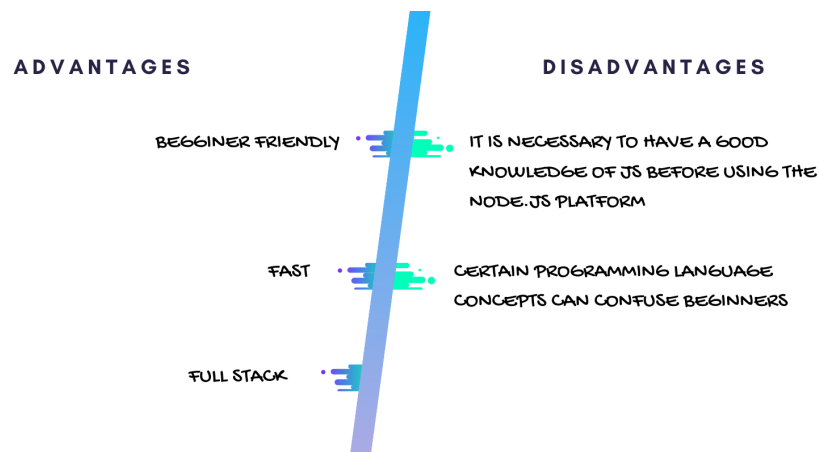 ADVANTAGES
DISADVANTAGES
BEGGINER FRIENDLY
IT IS NECESSARY TO HAVE A GOOD
KNOWLEDGE OF JS BEFORE USING THE
NODE.JS PLATFORM
FAST
CERTAIN PROGRAMMING LANGUAGE
CONCEPTS CAN CONFUSE BEGINNERS
FULL STACK